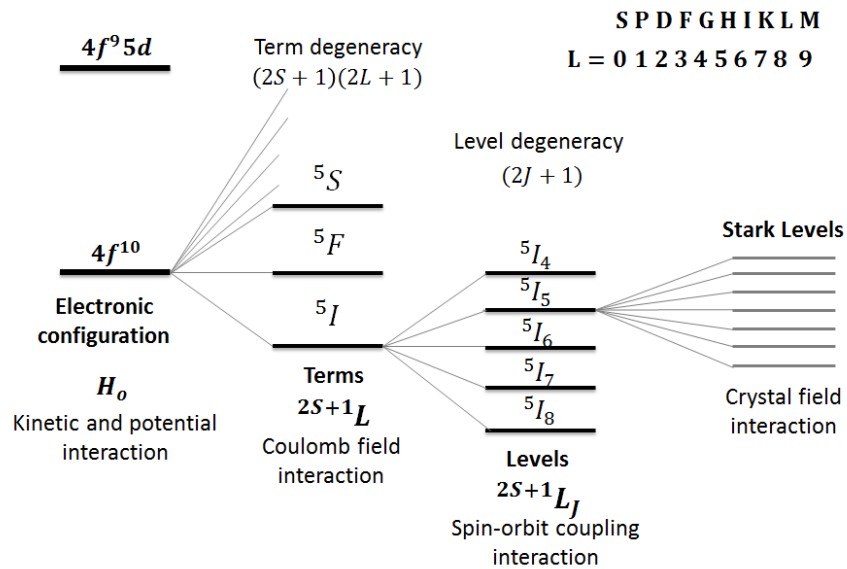 4f⁹5d
Term degeneracy
(2S + 1)(2L + 1)
S P D F G H I K L M
L = 0 1 2 3 4 5 6 7 8 9
Level degeneracy
(2J + 1)
⁵S
⁵F
⁵I
4f¹⁰
Electronic
configuration
H₀
Kinetic and potential
interaction
Terms
²ˢ⁺¹L
Coulomb field
interaction
⁵I₄
⁵I₅
⁵I₆
⁵I₇
⁵I₈
Levels
²ˢ⁺¹L_J
Spin-orbit coupling
interaction
Stark Levels
Crystal field
interaction